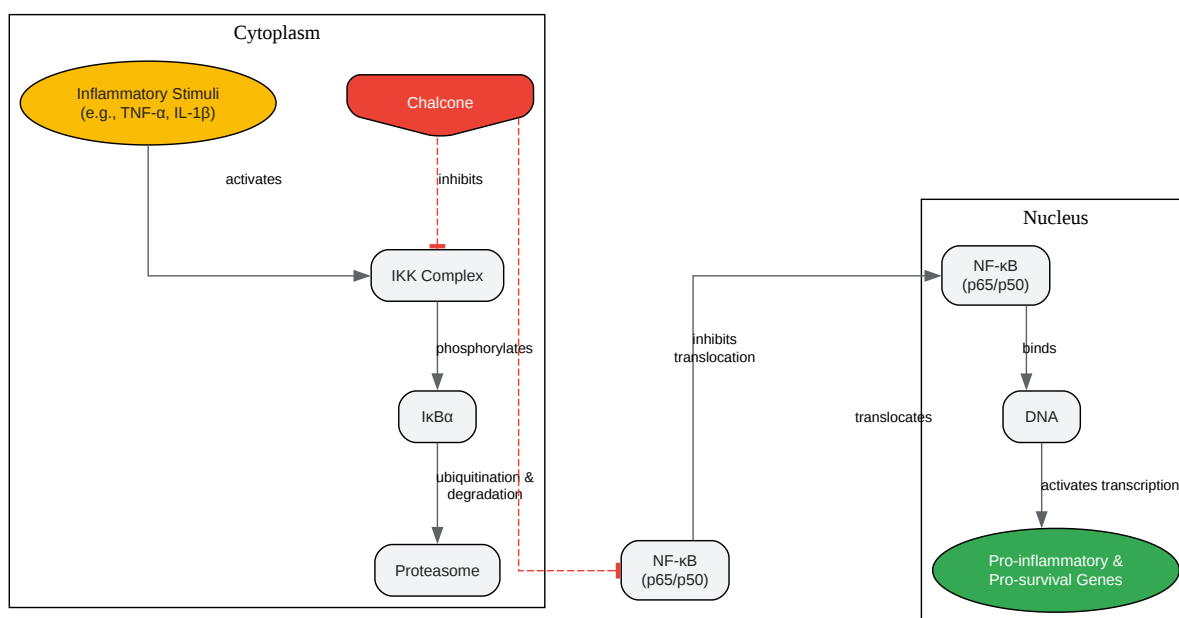 Cytoplasm
Inflammatory Stimuli
(e.g., TNF-α, IL-1β)
Chalcone
activates
inhibits
IKK Complex
phosphorylates
IκBα
ubiquitination &
degradation
Proteasome
NF-κB
(p65/p50)
inhibits
translocation
translocates
Nucleus
NF-κB
(p65/p50)
binds
DNA
activates transcription
Pro-inflammatory &
Pro-survival Genes